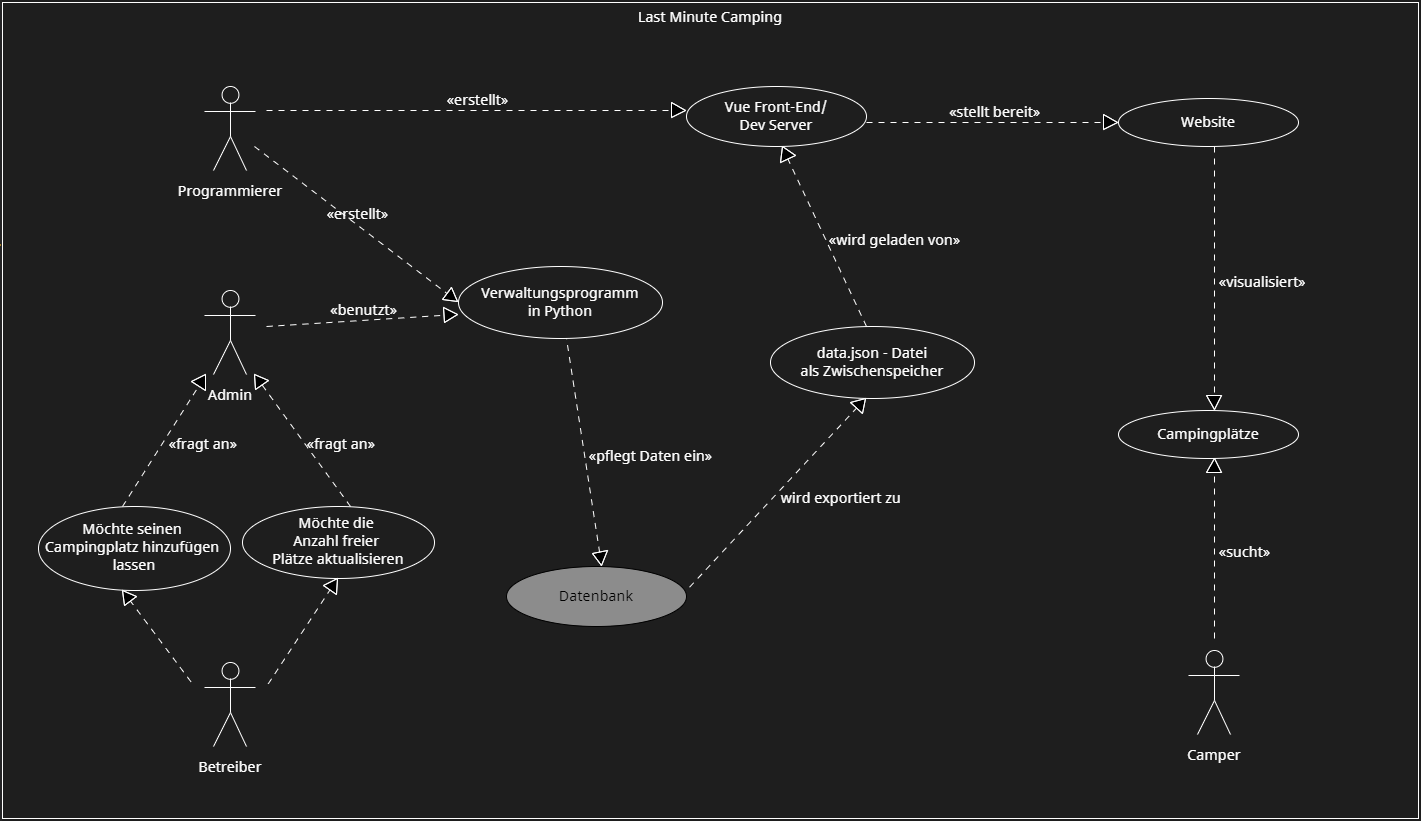 Last Minute Camping
«erstellt»
Vue Front-End/
Dev Server
«stellt bereit»
Website
Programmierer
«erstellt»
«wird geladen von»
«visualisiert»
Verwaltungsprogramm
in Python
«benutzt»
data.json - Datei
als Zwischenspeicher
Admin
«fragt an»
«fragt an»
«pflegt Daten ein»
Campingplätze
wird exportiert zu
Möchte seinen
Campingplatz hinzufügen
lassen
Möchte die
Anzahl freier
Plätze aktualisieren
«sucht»
Datenbank
Betreiber
Camper